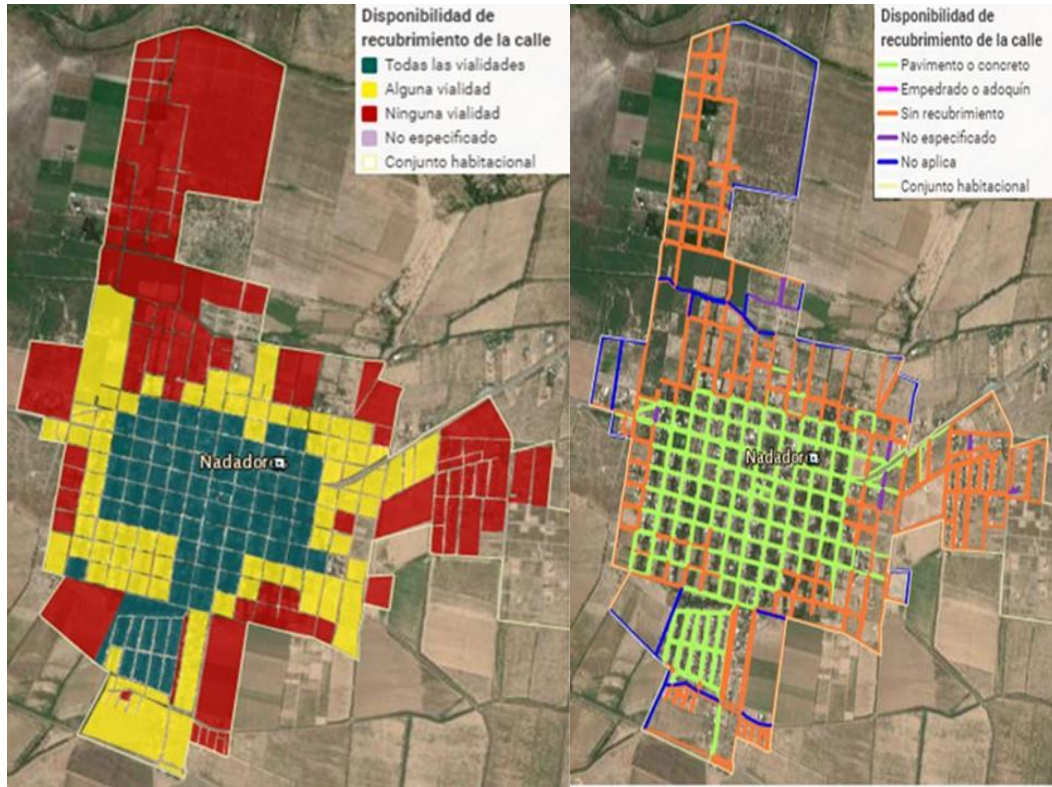 Disponibilidad de
recubrimiento de la calle
Todas las vialidades
Alguna vialidad
Ninguna vialidad
No especificado
Conjunto habitacional
Nadador
Disponibilidad de
recubrimiento de la calle
Pavimento o concreto
Empedrado o adoquín
Sin recubrimiento
No especificado
No aplica
Conjunto habitacional
Nadador